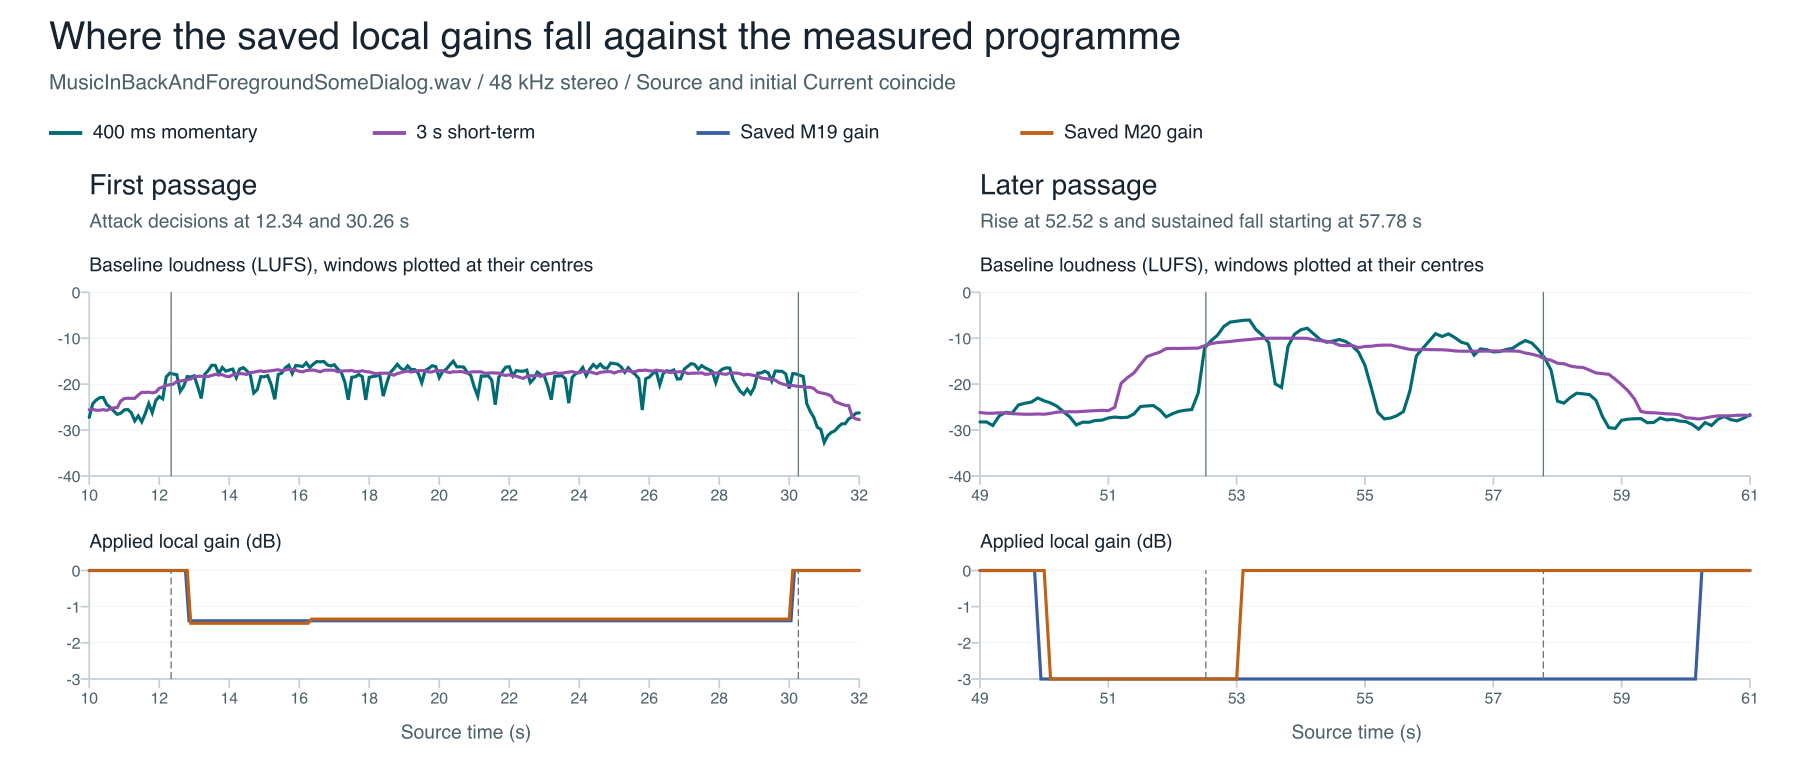 Where the saved local gains fall against the measured programme
MusicInBackAndForegroundSomeDialog.wav / 48 kHz stereo / Source and initial Current coincide
400 ms momentary 3 s short-term Saved M19 gain Saved M20 gain
First passage
Attack decisions at 12.34 and 30.26 s
Baseline loudness (LUFS), windows plotted at their centres
0
-10
-20
-30
-40
10 12 14 16 18 20 22 24 26 28 30 32
Applied local gain (dB)
0
-1
-2
-3
10 12 14 16 18 20 22 24 26 28 30 32
Source time (s)
Later passage
Rise at 52.52 s and sustained fall starting at 57.78 s
Baseline loudness (LUFS), windows plotted at their centres
0
-10
-20
-30
-40
49 51 53 55 57 59 61
Applied local gain (dB)
0
-1
-2
-3
49 51 53 55 57 59 61
Source time (s)